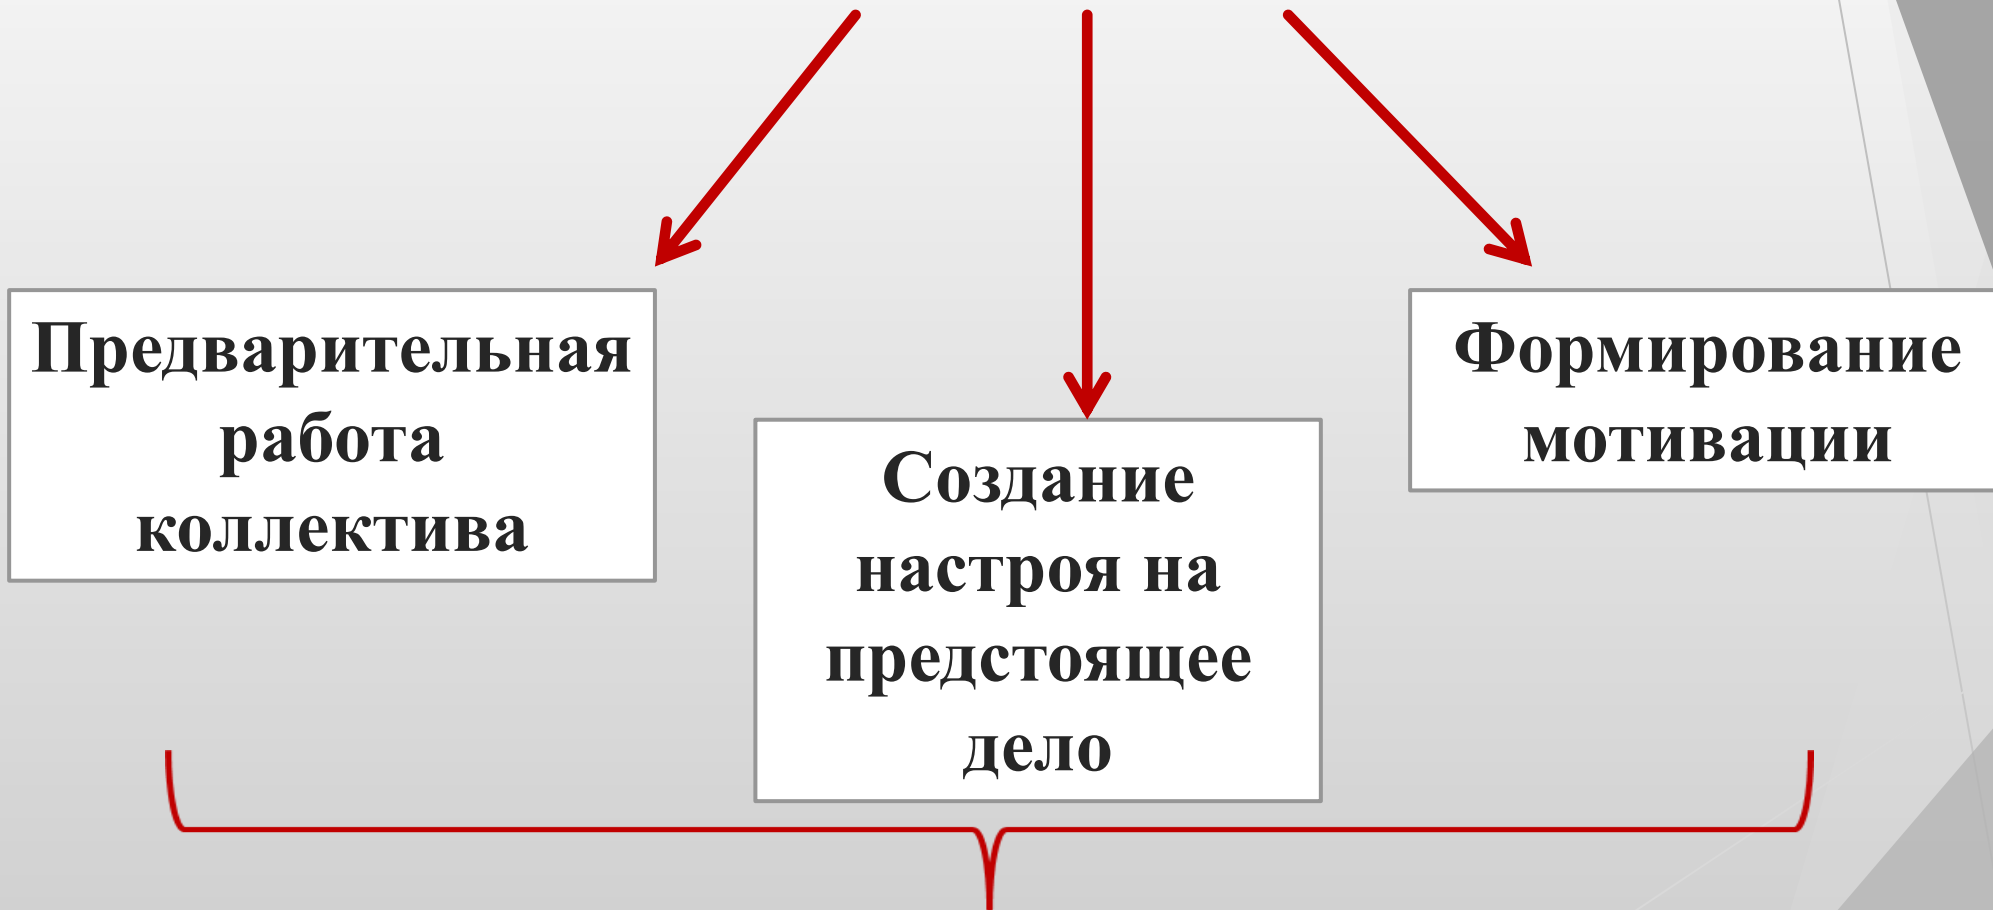 Предварительная
работа
коллектива
Создание
настроя на
предстоящее
дело
Формирование
мотивации